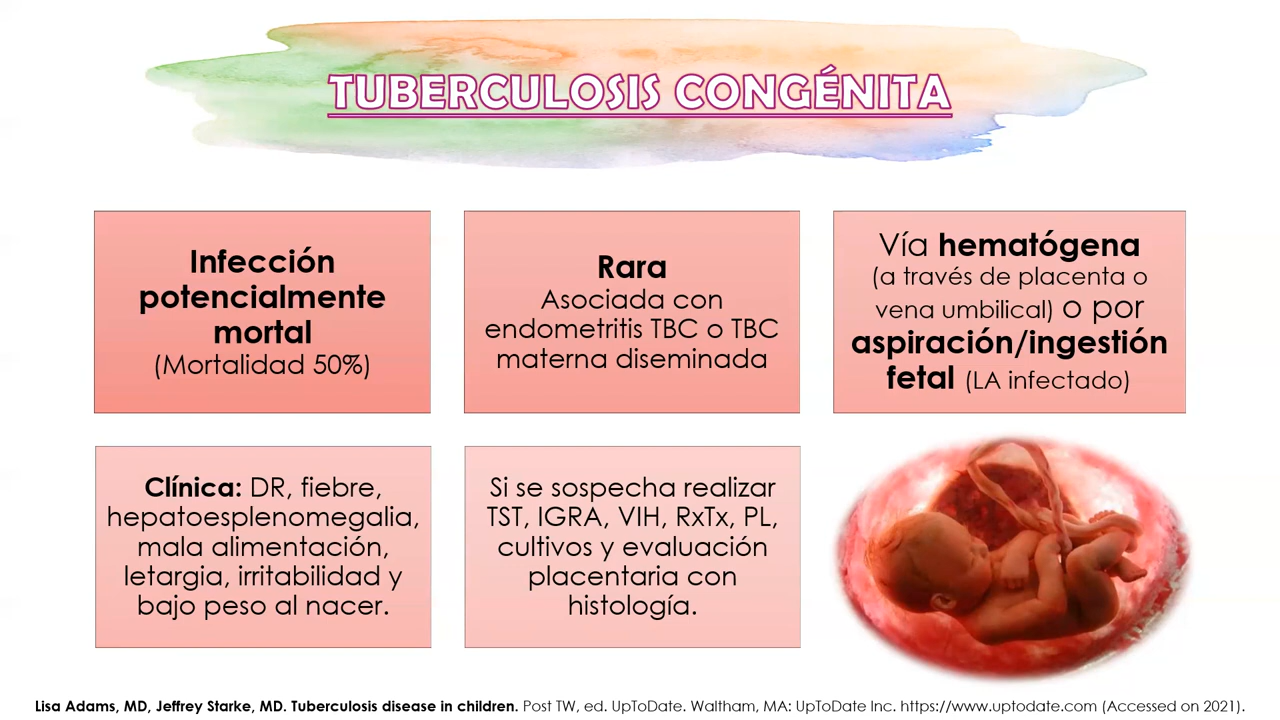 TUBERCULOSIS CONGÉNITA
Infección
potencialmente
mortal
(Mortalidad 50%)
Rara
Asociada con
endometritis TBC o TBC
materna diseminada
Vía hematógena
(a través de placenta o
vena umbilical) o por
aspiración/ingestión
fetal (LA infectado)
Clínica: DR, fiebre,
hepatoesplenomegalia,
mala alimentación,
letargia, irritabilidad y
bajo peso al nacer.
Si se sospecha realizar
TST, IGRA, VIH, RxTx, PL,
cultivos y evaluación
placentaria con
histología.
Lisa Adams, MD, Jeffrey Starke, MD. Tuberculosis disease in children. Post TW, ed. UpToDate. Waltham, MA: UpToDate Inc. https://www.uptodate.com (Accessed on 2021).